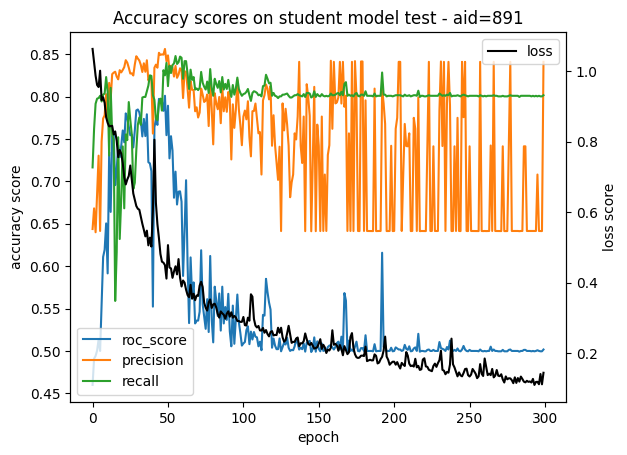 Accuracy scores on student model test - aid=891
loss
accuracy score
0.85
0.80
0.75
0.70
0.65
0.60
0.55
0.50
0.45
1.0
0.8
0.6
0.4
0.2
loss score
roc_score
precision
recall
0 50 100 150 200 250 300
epoch